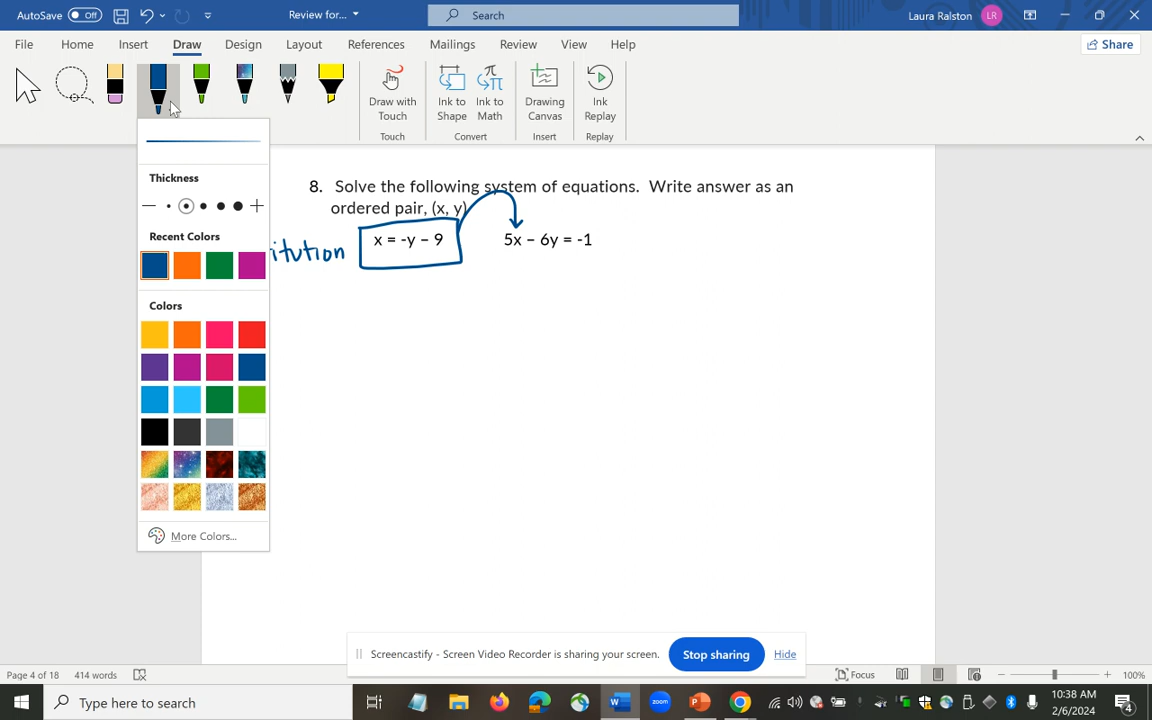 AutoSave Off Review for... Search Laura Ralston LR
File Home Insert Draw Design Layout References Mailings Review View Help Share
Draw with Touch Ink to Shape Ink to Math Drawing Canvas Ink Replay
Touch Convert Insert Replay
Thickness
Recent Colors
Colors
More Colors...
8. Solve the following system of equations. Write answer as an
ordered pair, (x, y)
itution x = -y – 9 5x – 6y = -1
Screencastify - Screen Video Recorder is sharing your screen. Stop sharing Hide
Page 4 of 18 414 words Focus 100%
Type here to search zoom 10:38 AM
2/6/2024 4